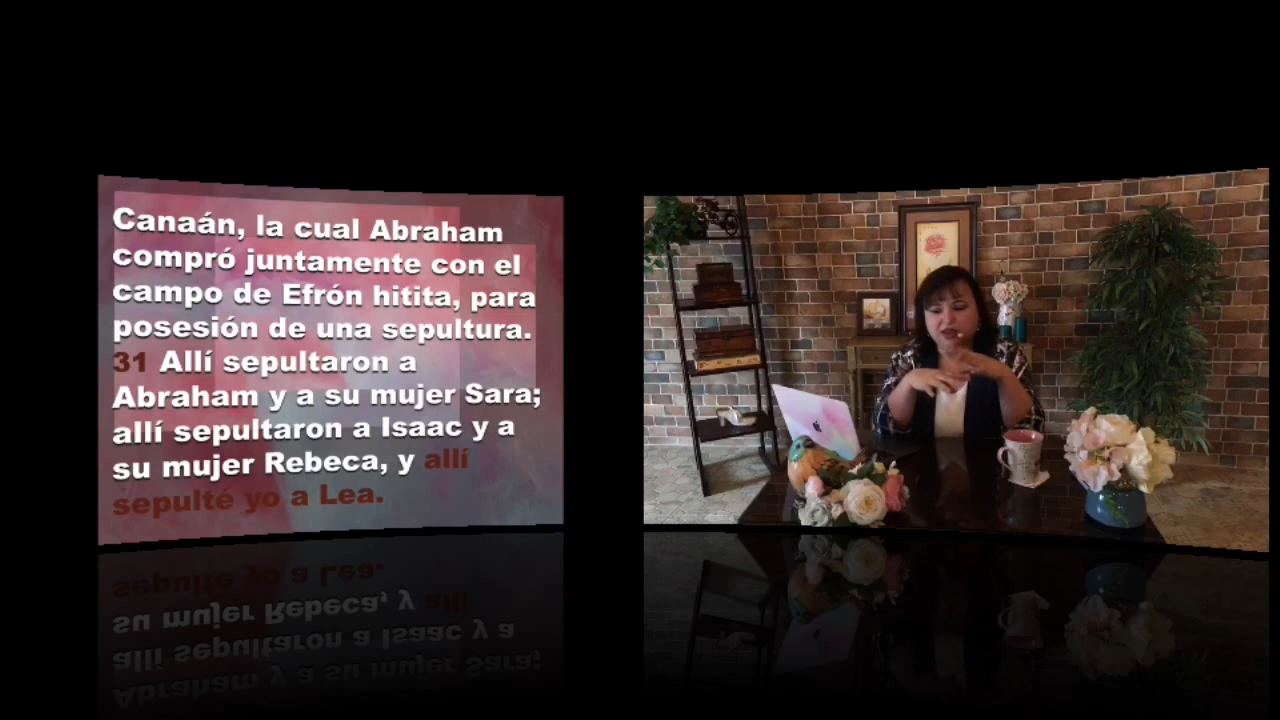 Canaán, la cual Abraham
compró juntamente con el
campo de Efrón hitita, para
posesión de una sepultura.
31 Allí sepultaron a
Abraham y a su mujer Sara;
allí sepultaron a Isaac y a
su mujer Rebeca, y allí
sepulté yo a Lea.